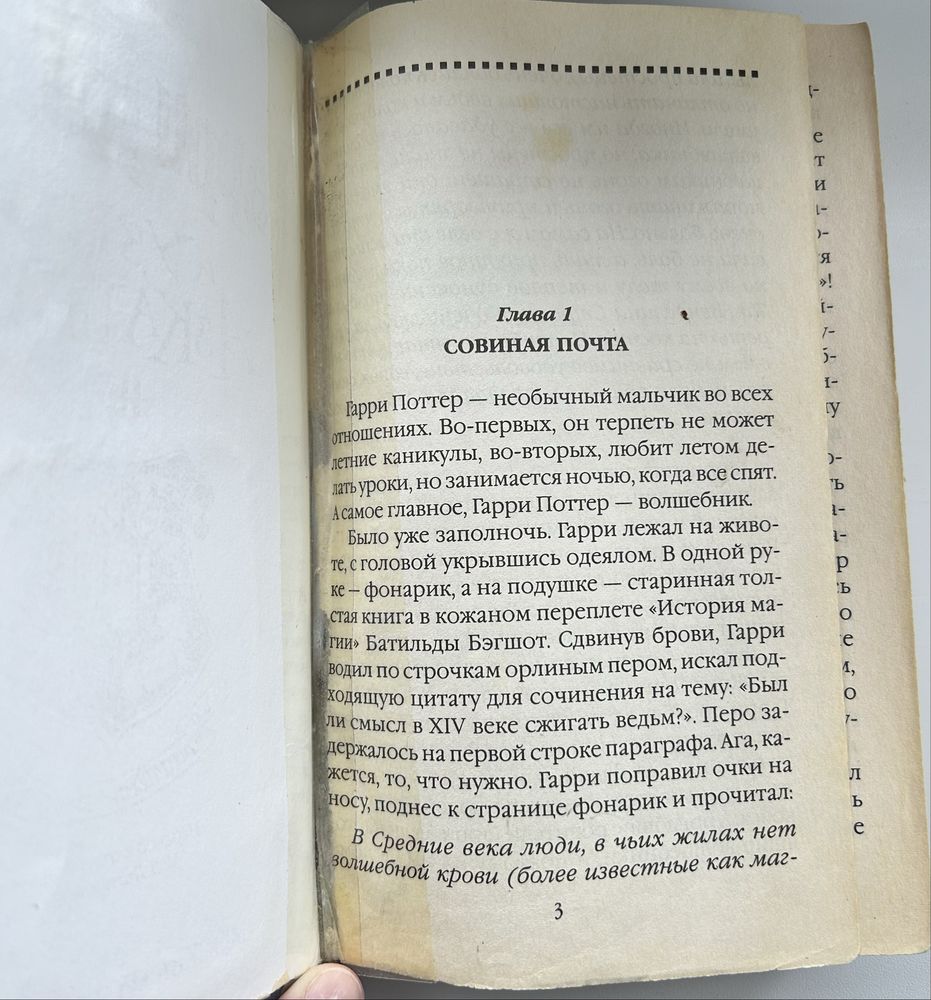 Глава 1
СОВИНАЯ ПОЧТА
Гарри Поттер — необычный мальчик во всех
отношениях. Во-первых, он терпеть не может
летние каникулы, во-вторых, любит летом де-
лать уроки, но занимается ночью, когда все спят.
А самое главное, Гарри Поттер — волшебник.
Было уже заполночь. Гарри лежал на живо-
те, с головой укрывшись одеялом. В одной ру-
ке – фонарик, а на подушке — старинная тол-
стая книга в кожаном переплете «История ма-
гии» Батильды Бэгшот. Сдвинув брови, Гарри
водил по строчкам орлиным пером, искал под-
ходящую цитату для сочинения на тему: «Был
ли смысл в XIV веке сжигать ведьм?». Перо за-
держалось на первой строке параграфа. Ага, ка-
жется, то, что нужно. Гарри поправил очки на
носу, поднес к странице фонарик и прочитал:
В Средние века люди, в чьих жилах нет
волшебной крови (более известные как маг-
3